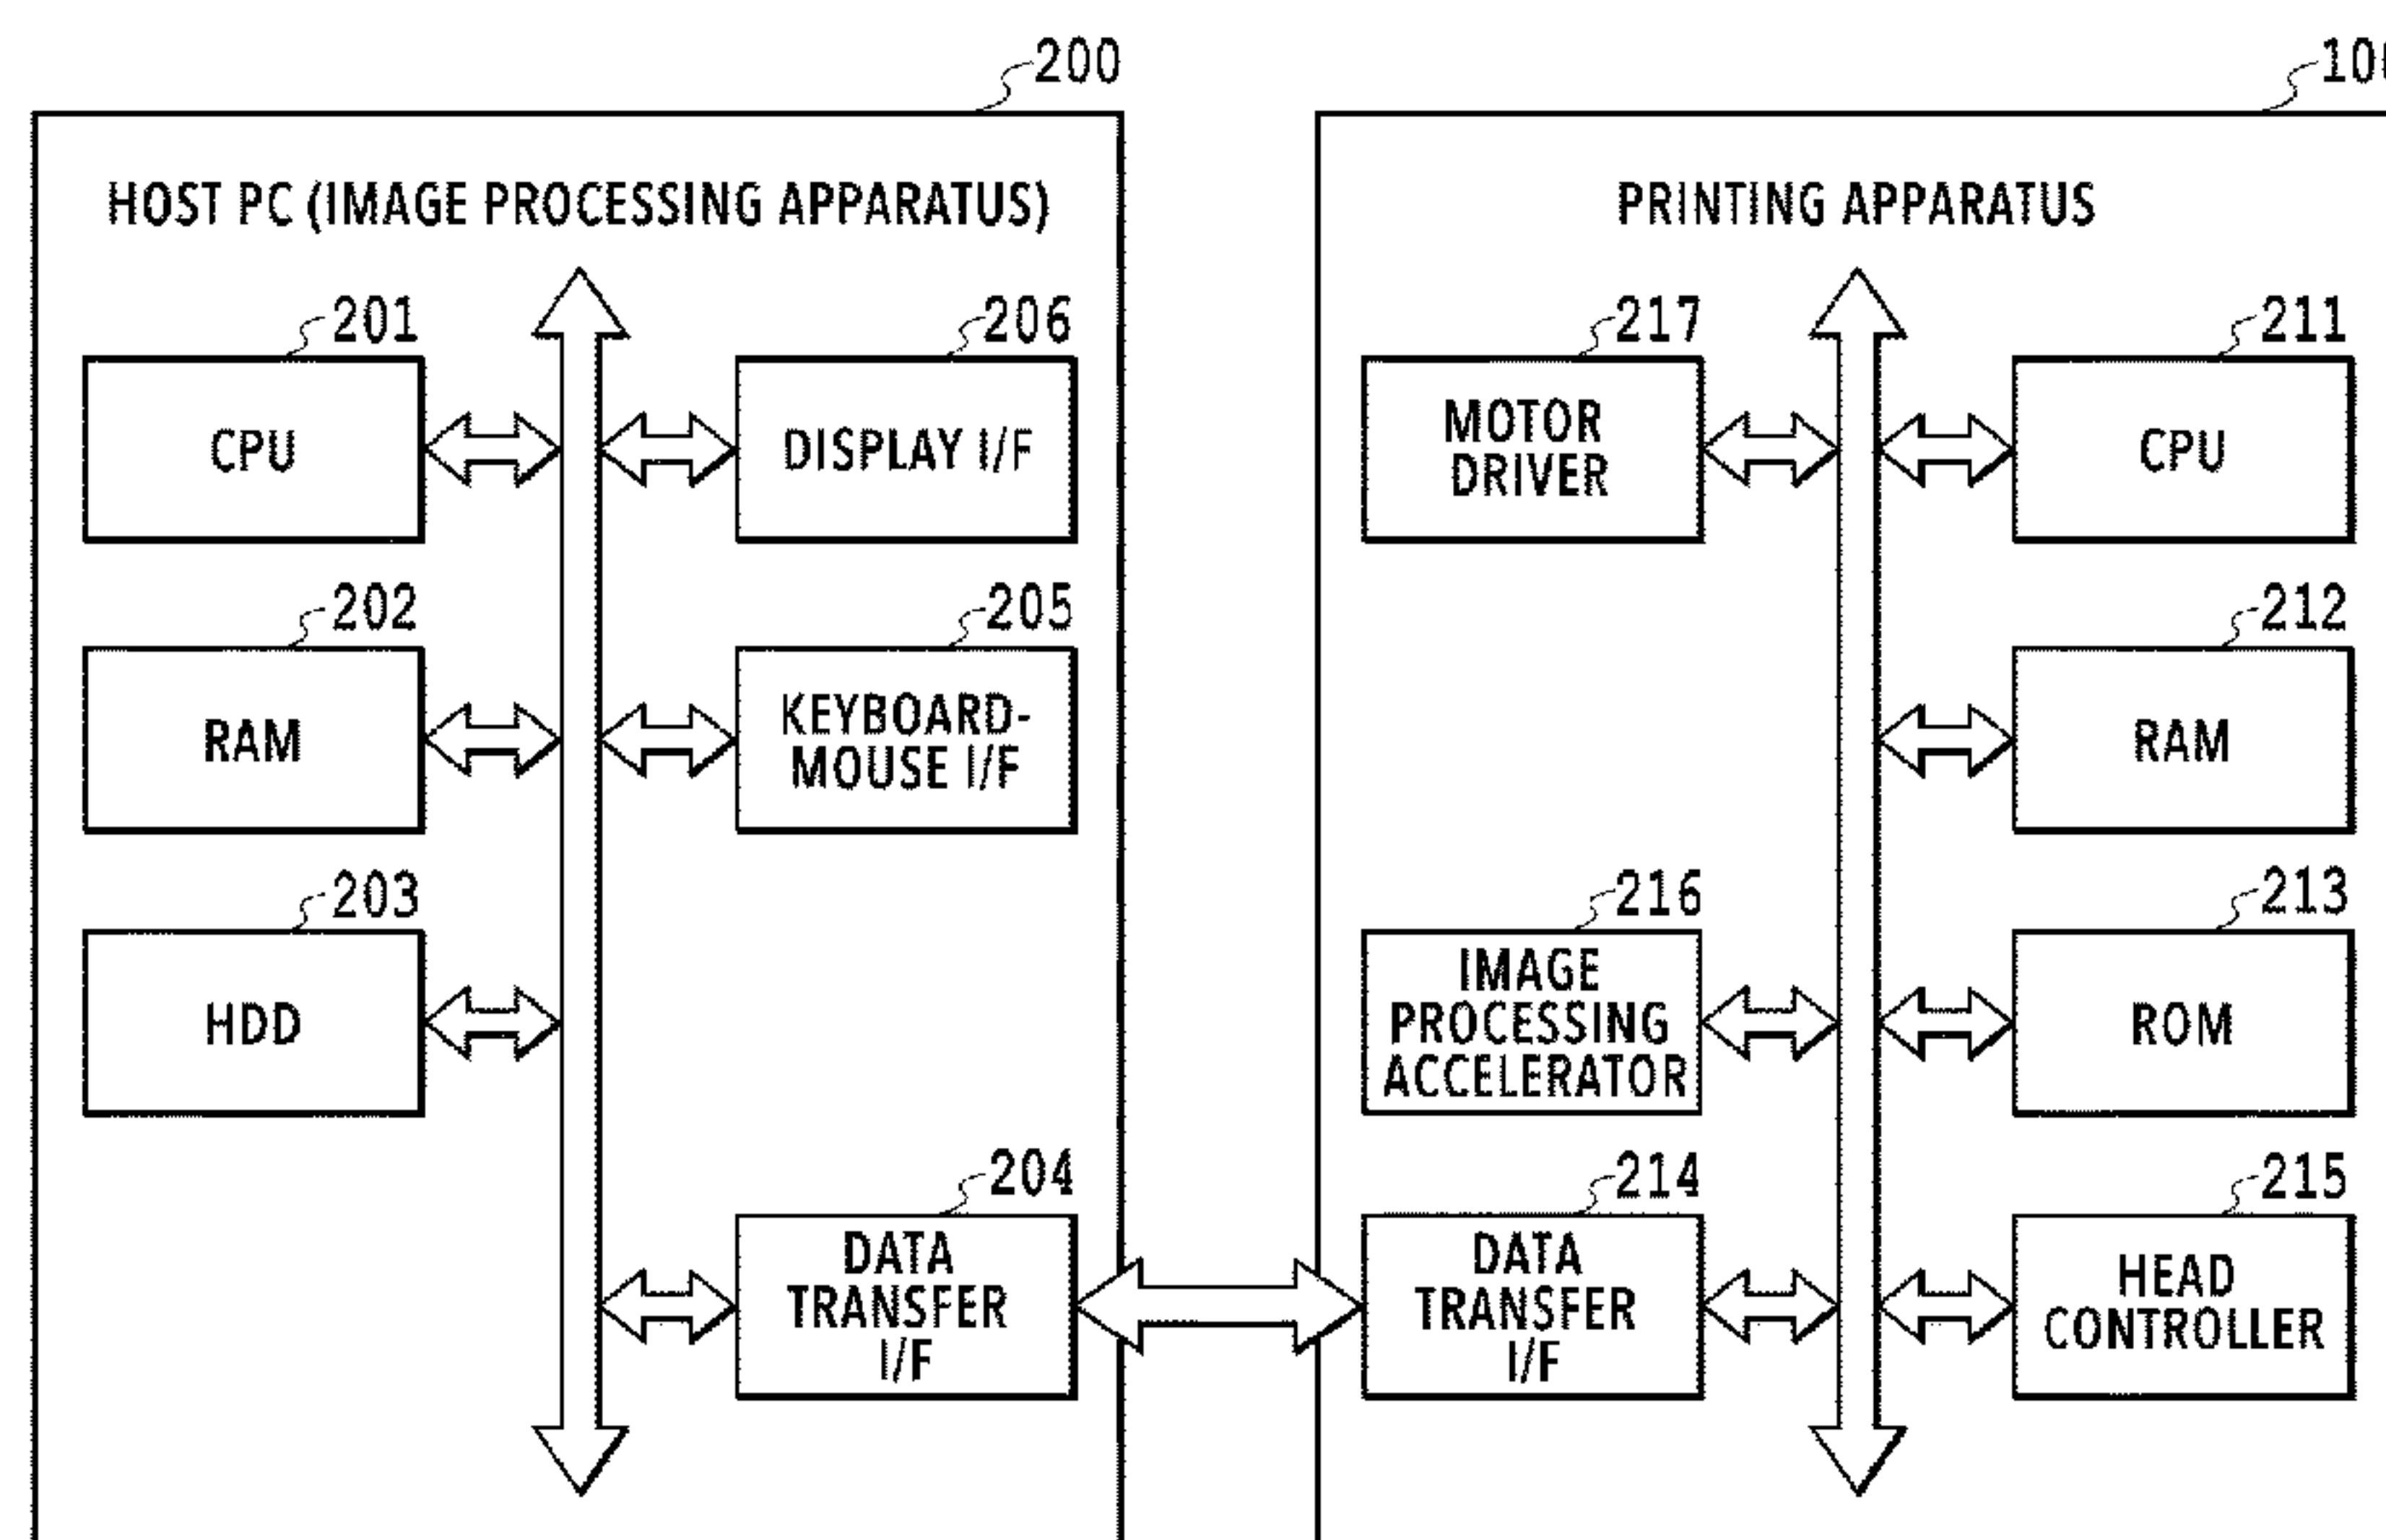 200
HOST PC (IMAGE PROCESSING APPARATUS)
201
CPU
206
DISPLAY I/F
202
RAM
205
KEYBOARD-
MOUSE I/F
203
HDD
204
DATA
TRANSFER
I/F
PRINTING APPARATUS
217
MOTOR
DRIVER
211
CPU
212
RAM
216
IMAGE
PROCESSING
ACCELERATOR
213
ROM
214
DATA
TRANSFER
I/F
215
HEAD
CONTROLLER